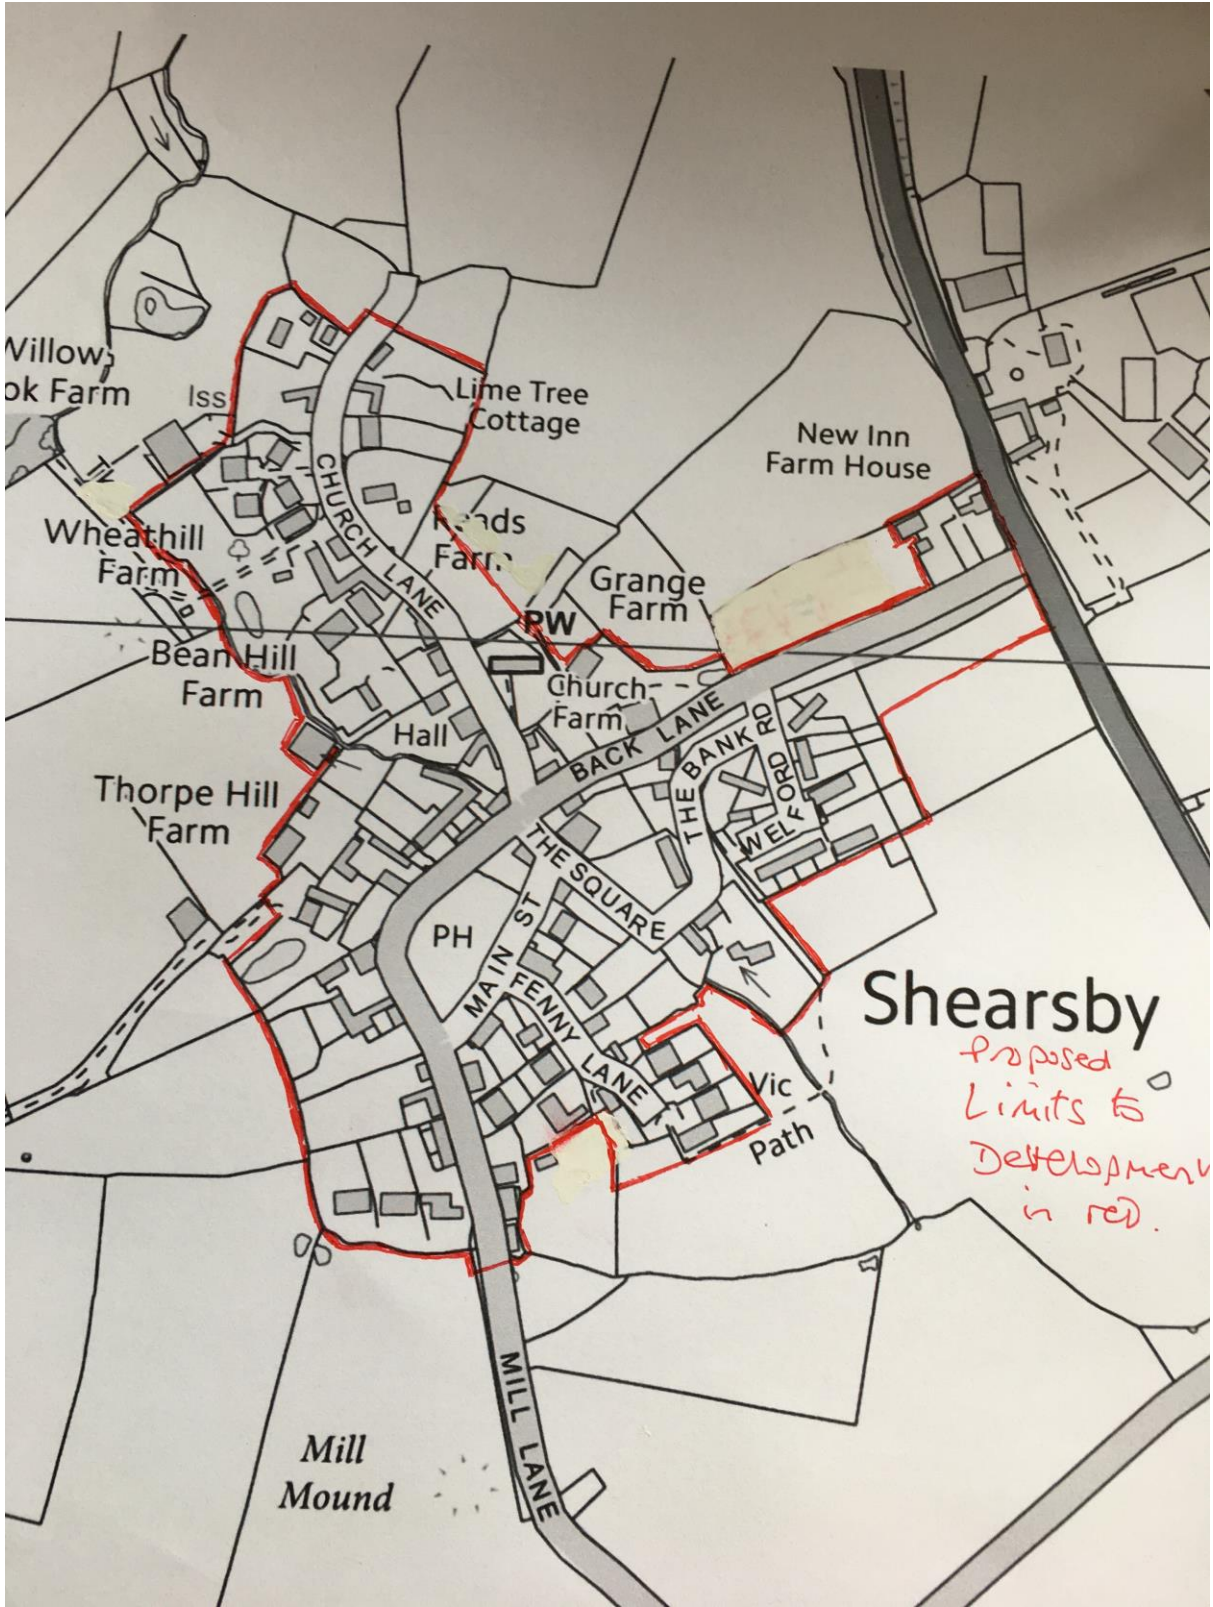 Willow
ok Farm
Iss
Lime Tree
Cottage
New Inn
Farm House
CHURCH LANE
Wheathill
Farm
Reads
Farm
Grange
Farm
PW
Bean Hill
Farm
Church
Farm
Hall
BACK LANE
THE BANK
WELFORD RD
Thorpe Hill
Farm
THE SQUARE
PH
MAIN ST
FENNY LANE
Shearsby
Proposed
Limits to
Development
in red.
Vic
Path
Mill
Mound
MILL LANE